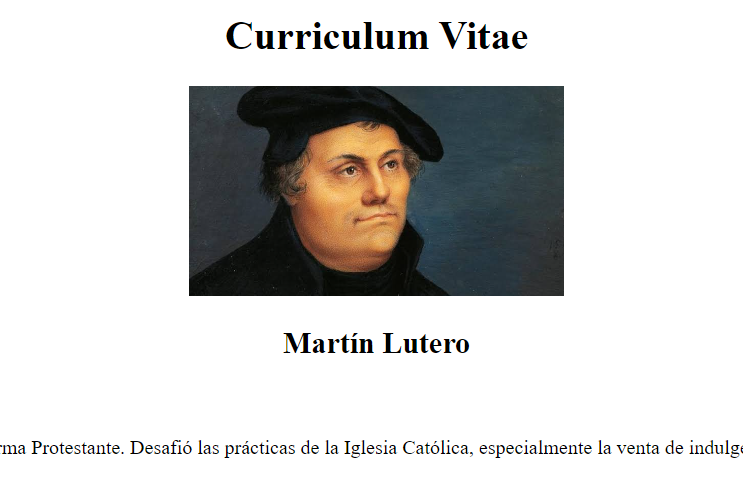 Curriculum Vitae
Martín Lutero
rma Protestante. Desafió las prácticas de la Iglesia Católica, especialmente la venta de indulge